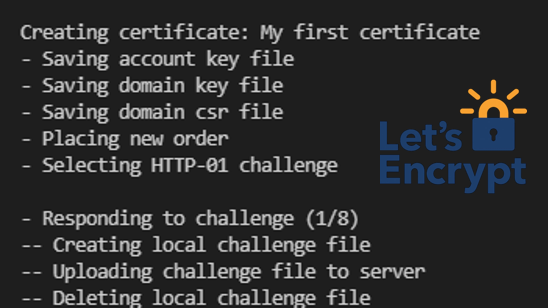 Creating certificate: My first certificate
- Saving account key file
- Saving domain key file
- Saving domain csr file
- Placing new order
- Selecting HTTP-01 challenge
Let's
Encrypt
- Responding to challenge (1/8)
-- Creating local challenge file
-- Uploading challenge file to server
-- Deleting local challenge file